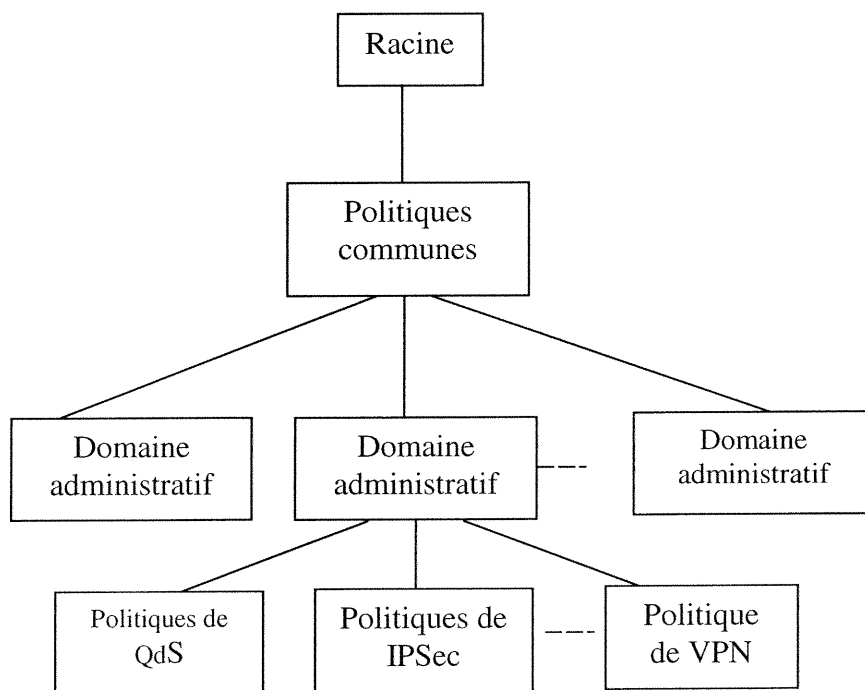 Racine
Politiques
communes
Domaine
administratif
Domaine
administratif
Domaine
administratif
Politiques de
QdS
Politiques de
IPSec
Politique
de VPN